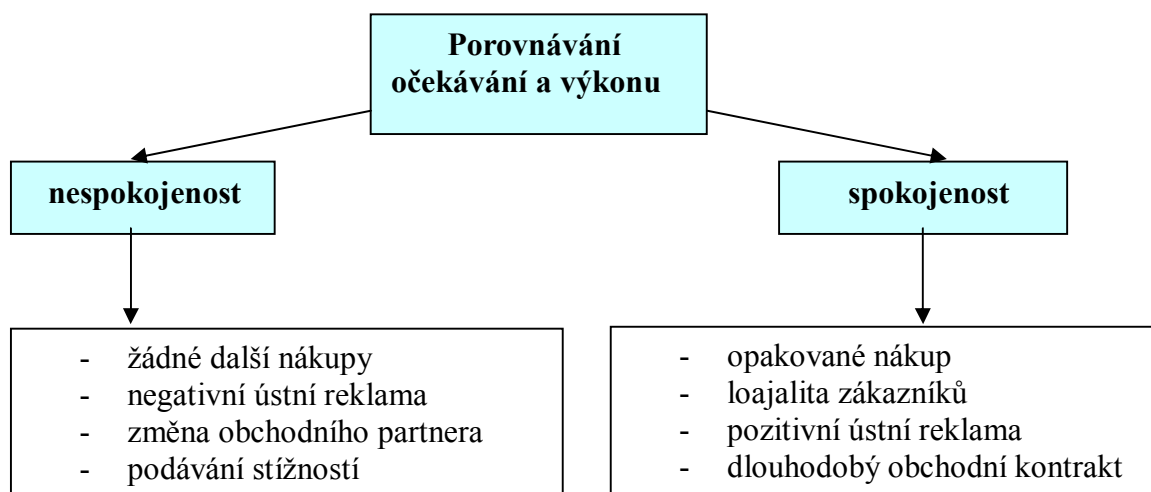 Porovnávání
očekávání a výkonu
nespokojenost
spokojenost
- žádné další nákupy
- negativní ústní reklama
- změna obchodního partnera
- podávání stížností
- opakované nákup
- loajalita zákazníků
- pozitivní ústní reklama
- dlouhodobý obchodní kontrakt